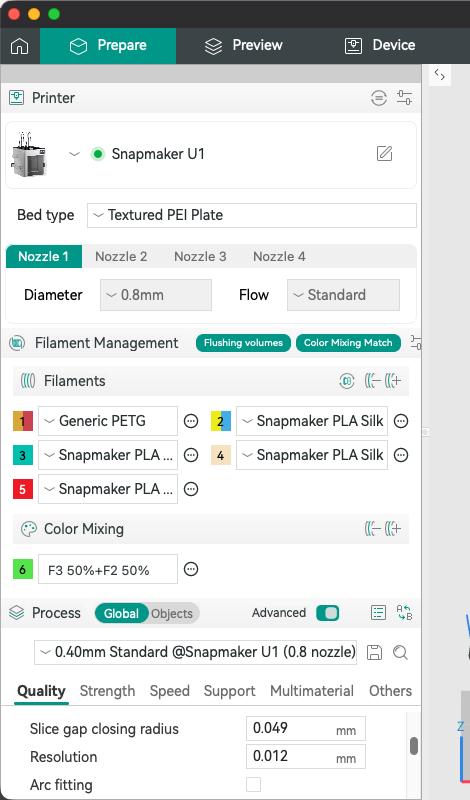 Prepare
Preview
Device
Printer
Snapmaker U1
Bed type
Textured PEI Plate
Nozzle 1
Nozzle 2
Nozzle 3
Nozzle 4
Diameter
0.8mm
Flow
Standard
Filament Management
Flushing volumes
Color Mixing Match
Filaments
1
Generic PETG
2
Snapmaker PLA Silk
3
Snapmaker PLA ...
4
Snapmaker PLA Silk
5
Snapmaker PLA ...
Color Mixing
6
F3 50%+F2 50%
Process
Global
Objects
Advanced
0.40mm Standard @Snapmaker U1 (0.8 nozzle)
Quality
Strength
Speed
Support
Multimaterial
Others
Slice gap closing radius
0.049
mm
Resolution
0.012
mm
Arc fitting
Z